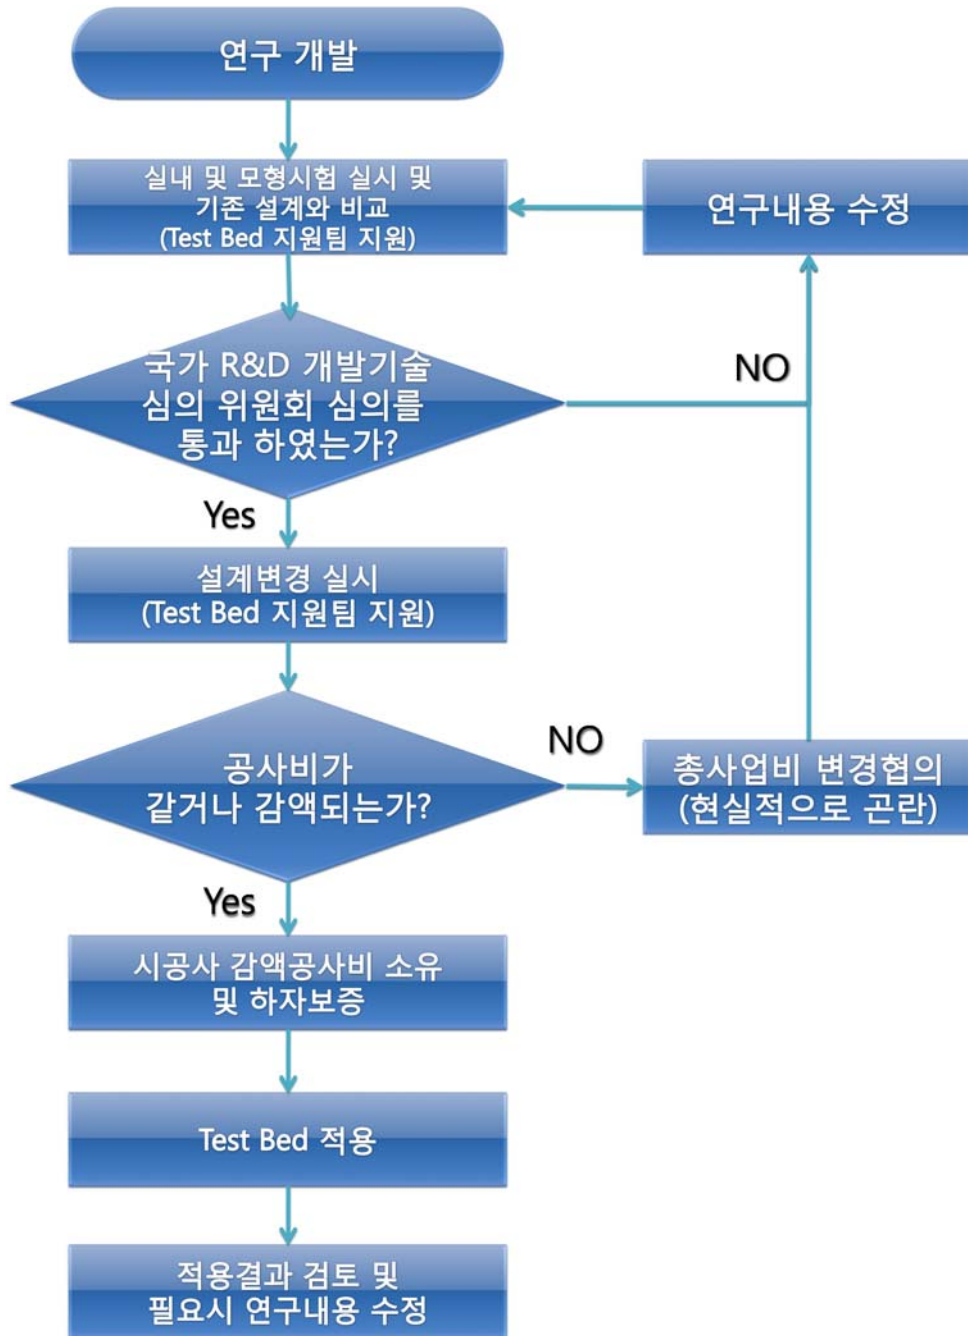 연구 개발
실내 및 모형시험 실시 및
기존 설계와 비교
(Test Bed 지원팀 지원)
연구내용 수정
국가 R&D 개발기술
심의 위원회 심의를
통과 하였는가?
NO
Yes
설계변경 실시
(Test Bed 지원팀 지원)
공사비가
같거나 감액되는가?
NO
총사업비 변경협의
(현실적으로 곤란)
Yes
시공사 감액공사비 소유
및 하자보증
Test Bed 적용
적용결과 검토 및
필요시 연구내용 수정